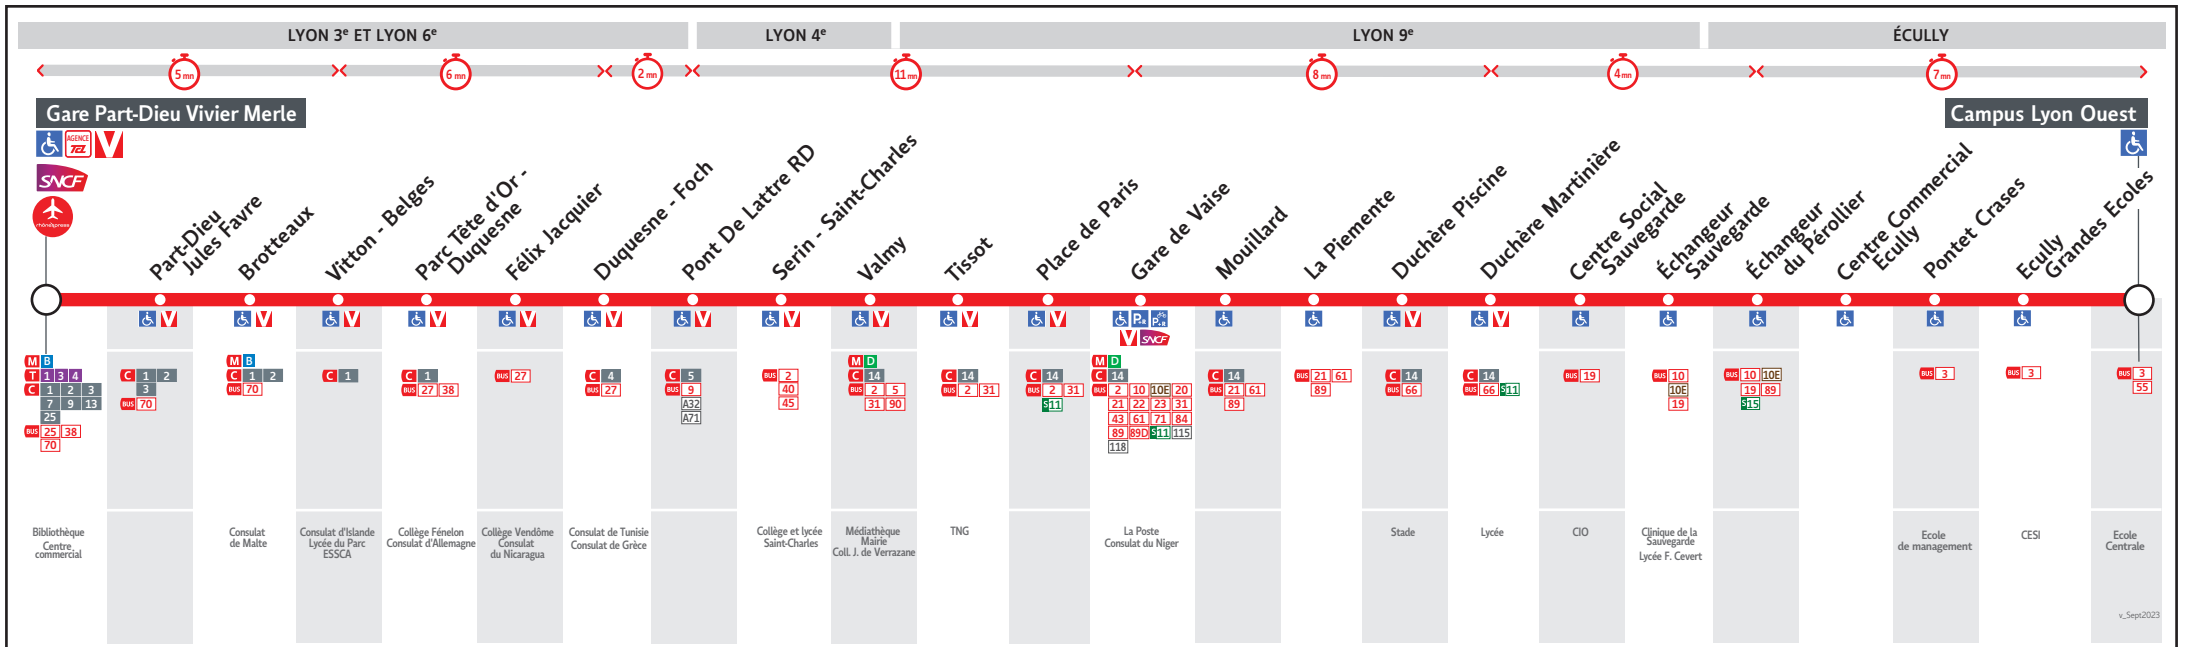 LYON 3e ET LYON 6e
LYON 4e
LYON 9e
ÉCULLY
5 mn
6 mn
2 mn
11 mn
8 mn
4 mn
7 mn
Gare Part-Dieu Vivier Merle
Campus Lyon Ouest
AGENCE
TCL
V
SNCF
rhônexpress
Part-Dieu
Jules Favre
Brotteaux
Vitton - Belges
Parc Tête d'Or -
Duquesne
Félix Jacquier
Duquesne - Foch
Pont De Lattre RD
Serin - Saint-Charles
Valmy
Tissot
Place de Paris
Gare de Vaise
Mouillard
La Piemente
Duchère Piscine
Duchère Martinière
Centre Social
Sauvegarde
Échangeur
Sauvegarde
Échangeur
du Pérollier
Centre Commercial
Ecully
Pontet Crases
Ecully
Grandes Ecoles
V
V
V
V
V
V
V
V
V
V
V
P+R P+R
V SNCF
V
V
M B
T 1 3 4
C 1 2 3
7 9 13
25
BUS 25 38
70
C 1 2
3
BUS 70
M B
C 1 2
BUS 70
C 1
C 1
BUS 27 38
BUS 27
C 4
BUS 27
C 5
BUS 9
A32
A71
BUS 2
40
45
M D
C 14
BUS 2 5
31 90
C 14
BUS 2 31
C 14
BUS 2 31
S11
M D
C 14
BUS 2 10 10E 20
21 22 23 31
43 61 71 84
89 89D S11 115
118
C 14
BUS 21 61
89
BUS 21 61
89
C 14
BUS 66
C 14
BUS 66 S11
BUS 19
BUS 10
10E
19
BUS 10 10E
19 89
S15
BUS 3
BUS 3
BUS 3
55
Bibliothèque
Centre
commercial
Consulat
de Malte
Consulat d'Islande
Lycée du Parc
ESSCA
Collège Fénelon
Consulat d'Allemagne
Collège Vendôme
Consulat
du Nicaragua
Consulat de Tunisie
Consulat de Grèce
Collège et lycée
Saint-Charles
Médiathèque
Mairie
Coll. J. de Verrazane
TNG
La Poste
Consulat du Niger
Stade
Lycée
CIO
Clinique de la
Sauvegarde
Lycée F. Cevert
Ecole
de management
CESI
Ecole
Centrale
v_Sept2023